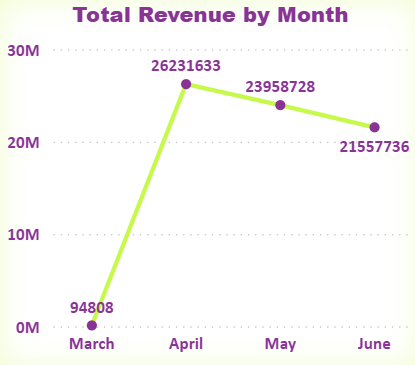 Total Revenue by Month
30M
26231633
23958728
20M
21557736
10M
94808
0M
March April May June